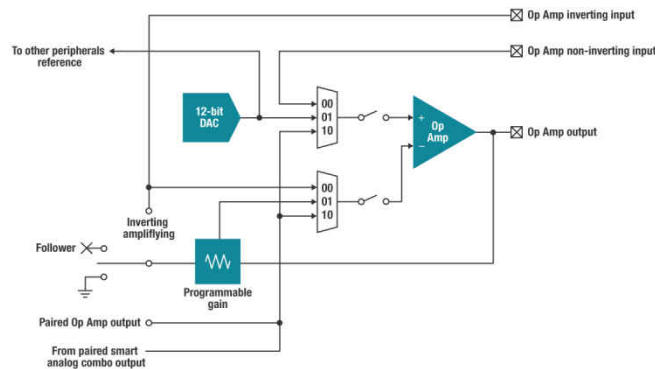 Op Amp inverting input
To other peripherals
reference
Op Amp non-inverting input
12-bit
DAC
00
01
10
+
Op
Amp
−
Op Amp output
00
01
10
Inverting
ampliflying
Follower
Programmable
gain
Paired Op Amp output
From paired smart
analog combo output